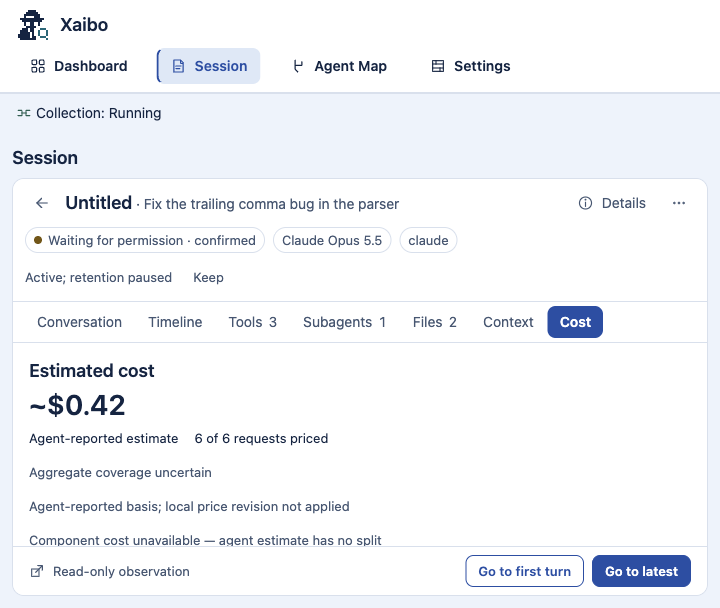 Xaibo
Dashboard Session Agent Map Settings
Collection: Running
Session
Untitled · Fix the trailing comma bug in the parser Details
Waiting for permission · confirmed Claude Opus 5.5 claude
Active; retention paused Keep
Conversation Timeline Tools 3 Subagents 1 Files 2 Context Cost
Estimated cost
~$0.42
Agent-reported estimate 6 of 6 requests priced
Aggregate coverage uncertain
Agent-reported basis; local price revision not applied
Component cost unavailable — agent estimate has no split
Read-only observation Go to first turn Go to latest